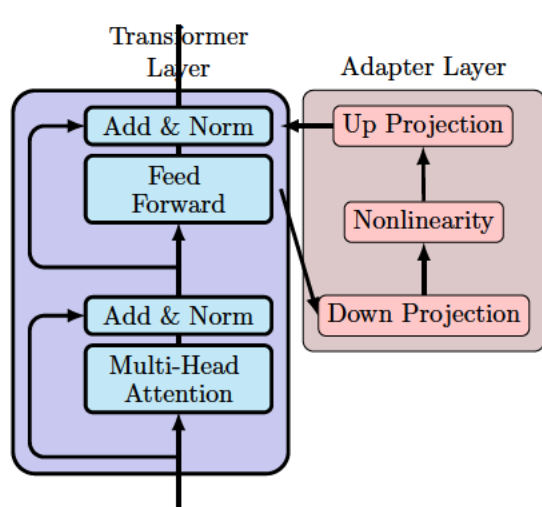 Transformer
Layer
Add & Norm
Feed
Forward
Add & Norm
Multi-Head
Attention
Adapter Layer
Up Projection
Nonlinearity
Down Projection